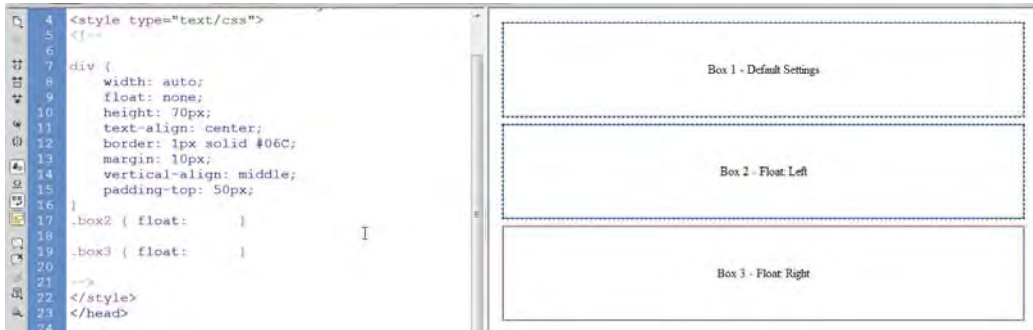 4 <style type="text/css">
5 <!--
6
7 div {
8 width: auto;
9 float: none;
10 height: 70px;
11 text-align: center;
12 border: 1px solid #06C;
13 margin: 10px;
14 vertical-align: middle;
15 padding-top: 50px;
16 }
17 .box2 { float: }
18
19 .box3 { float: }
20
21 -->
22 </style>
23 </head>
24
Box 1 - Default Settings
Box 2 - Float: Left
Box 3 - Float: Right